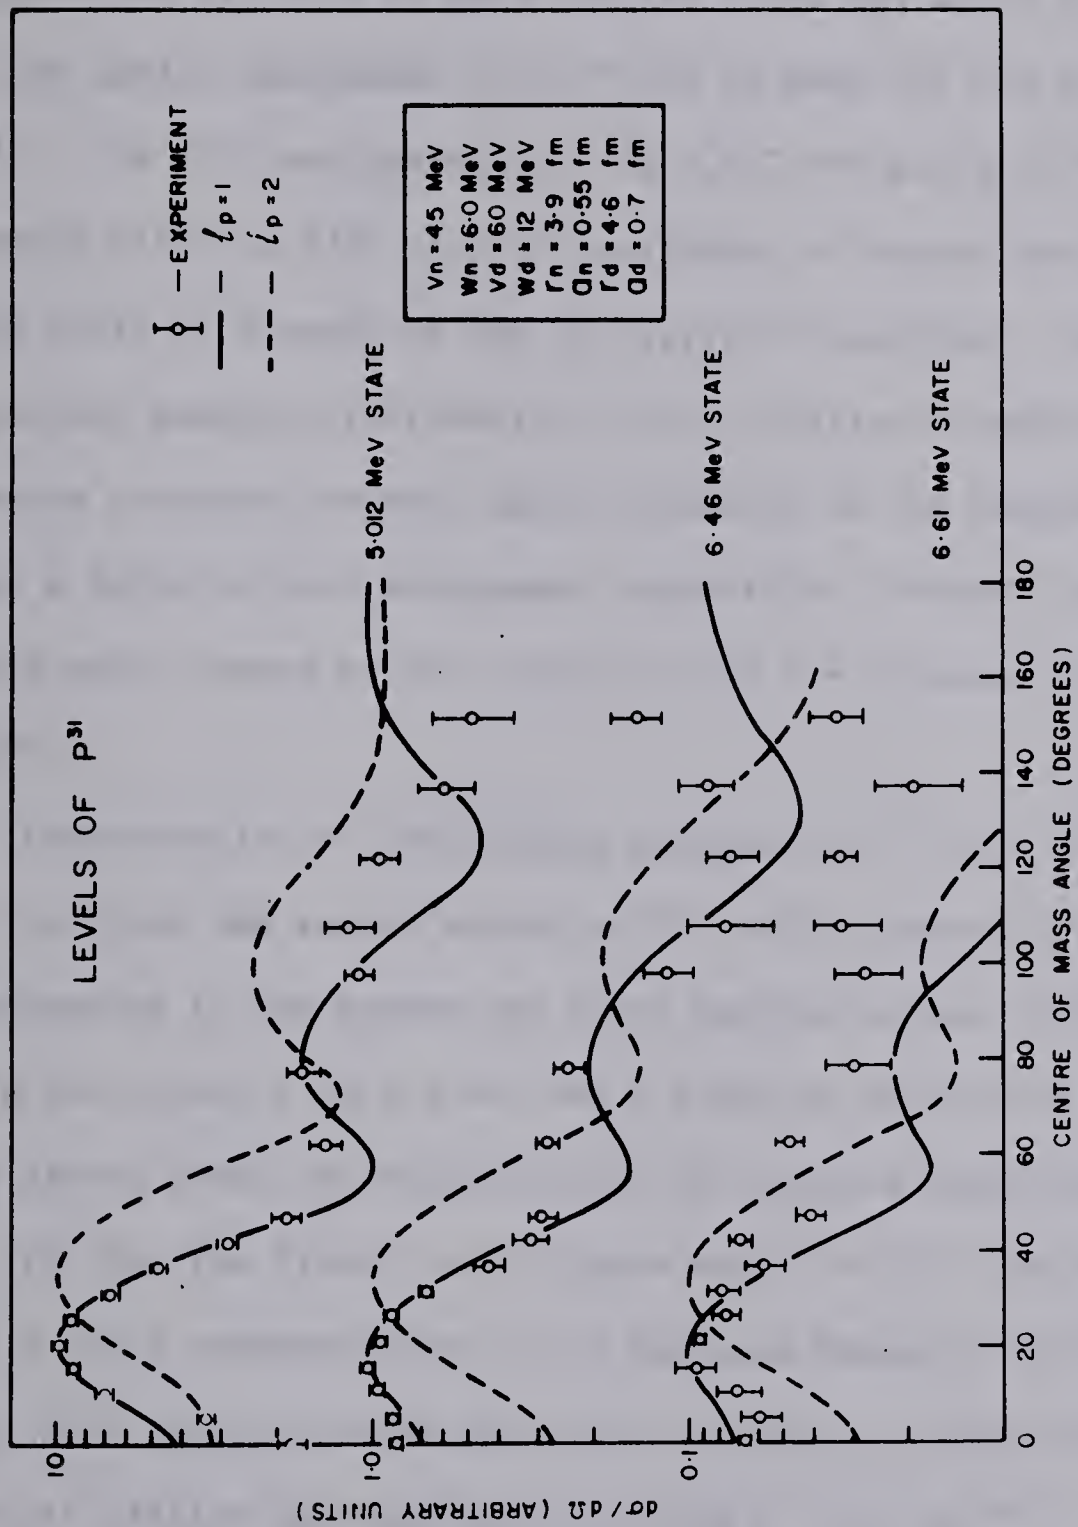 LEVELS OF P³¹
— EXPERIMENT
— lp=1
— lp=2
Vn = 45 MeV
Wn = 6·0 MeV
Vd = 60 MeV
Wd = 12 MeV
rn = 3·9 fm
an = 0·55 fm
rd = 4·6 fm
ad = 0·7 fm
5·012 MeV STATE
6·46 MeV STATE
6·61 MeV STATE
10
1·0
0·1
dσ/dΩ (ARBITRARY UNITS)
0 20 40 60 80 100 120 140 160 180
CENTRE OF MASS ANGLE (DEGREES)